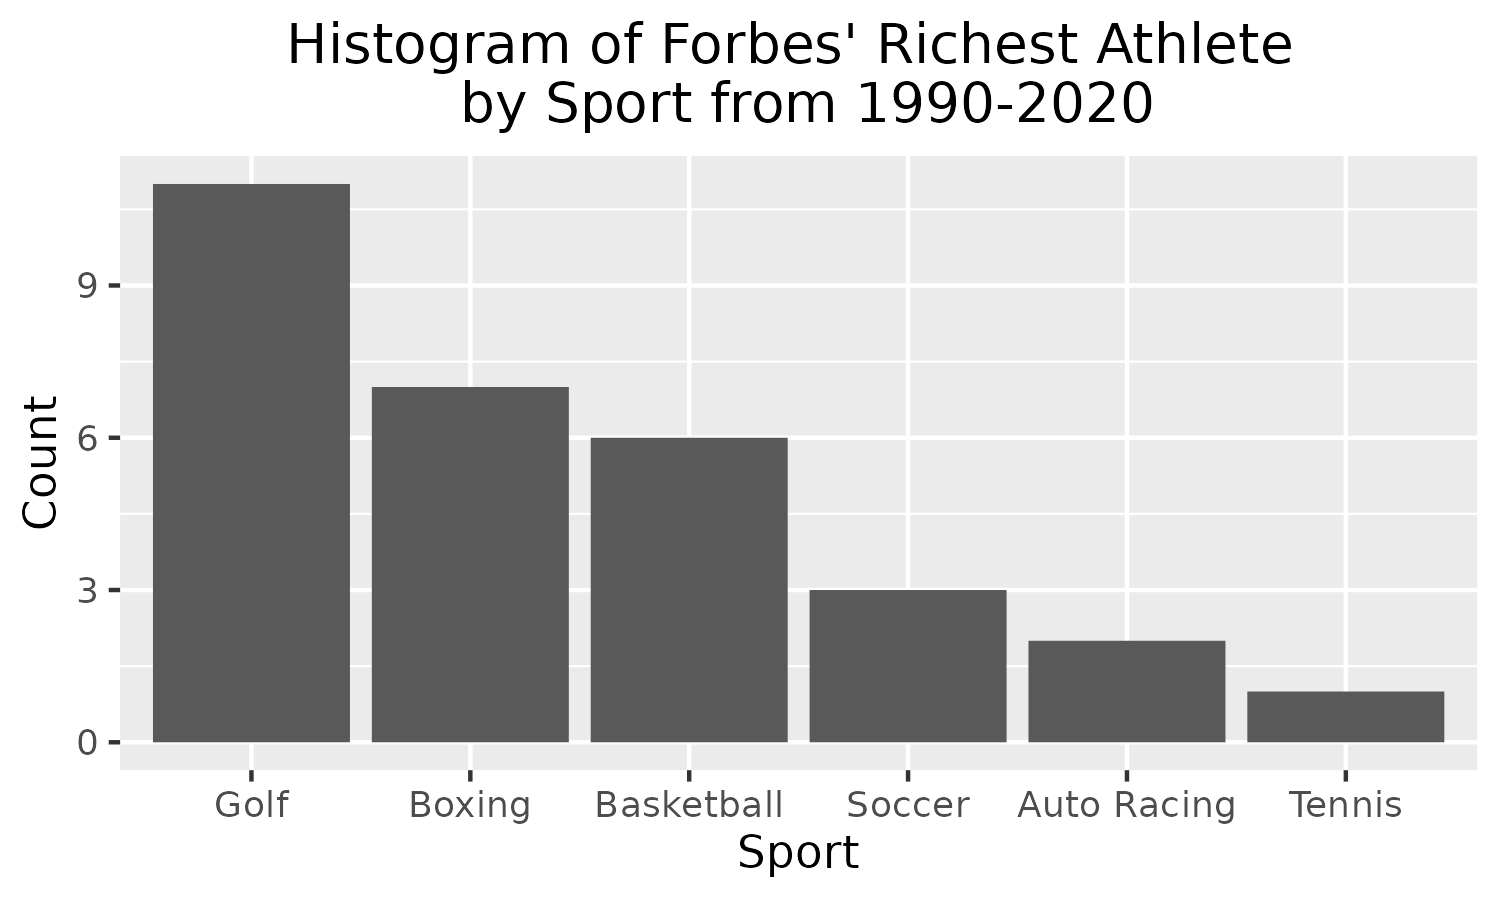 Histogram of Forbes' Richest Athlete
by Sport from 1990-2020
9
6
3
0
Count
Golf Boxing Basketball Soccer Auto Racing Tennis
Sport